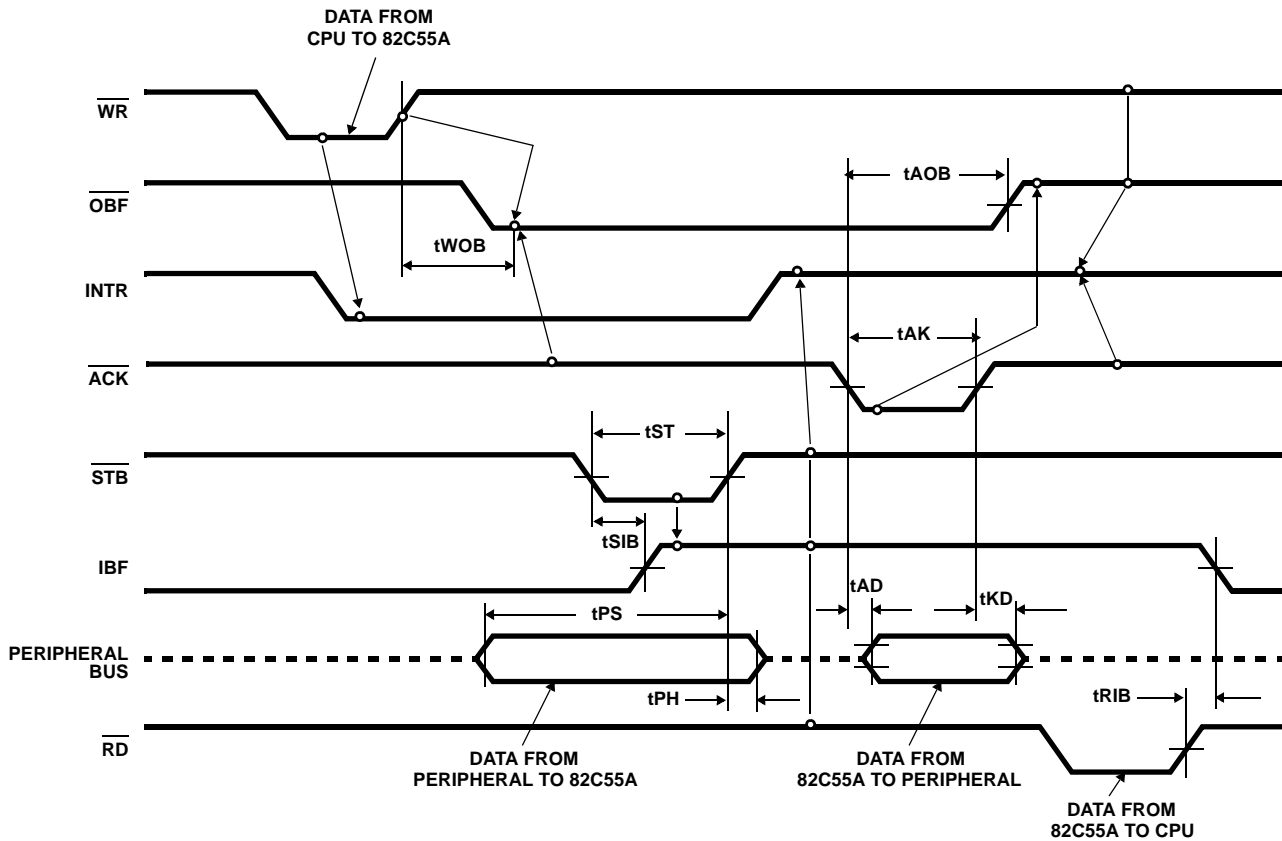 DATA FROM
CPU TO 82C55A
WR
OBF
tAOB
tWOB
INTR
tAK
ACK
tST
STB
tSIB
IBF
tAD
tKD
tPS
PERIPHERAL
BUS
tPH
tRIB
RD
DATA FROM
PERIPHERAL TO 82C55A
DATA FROM
82C55A TO PERIPHERAL
DATA FROM
82C55A TO CPU